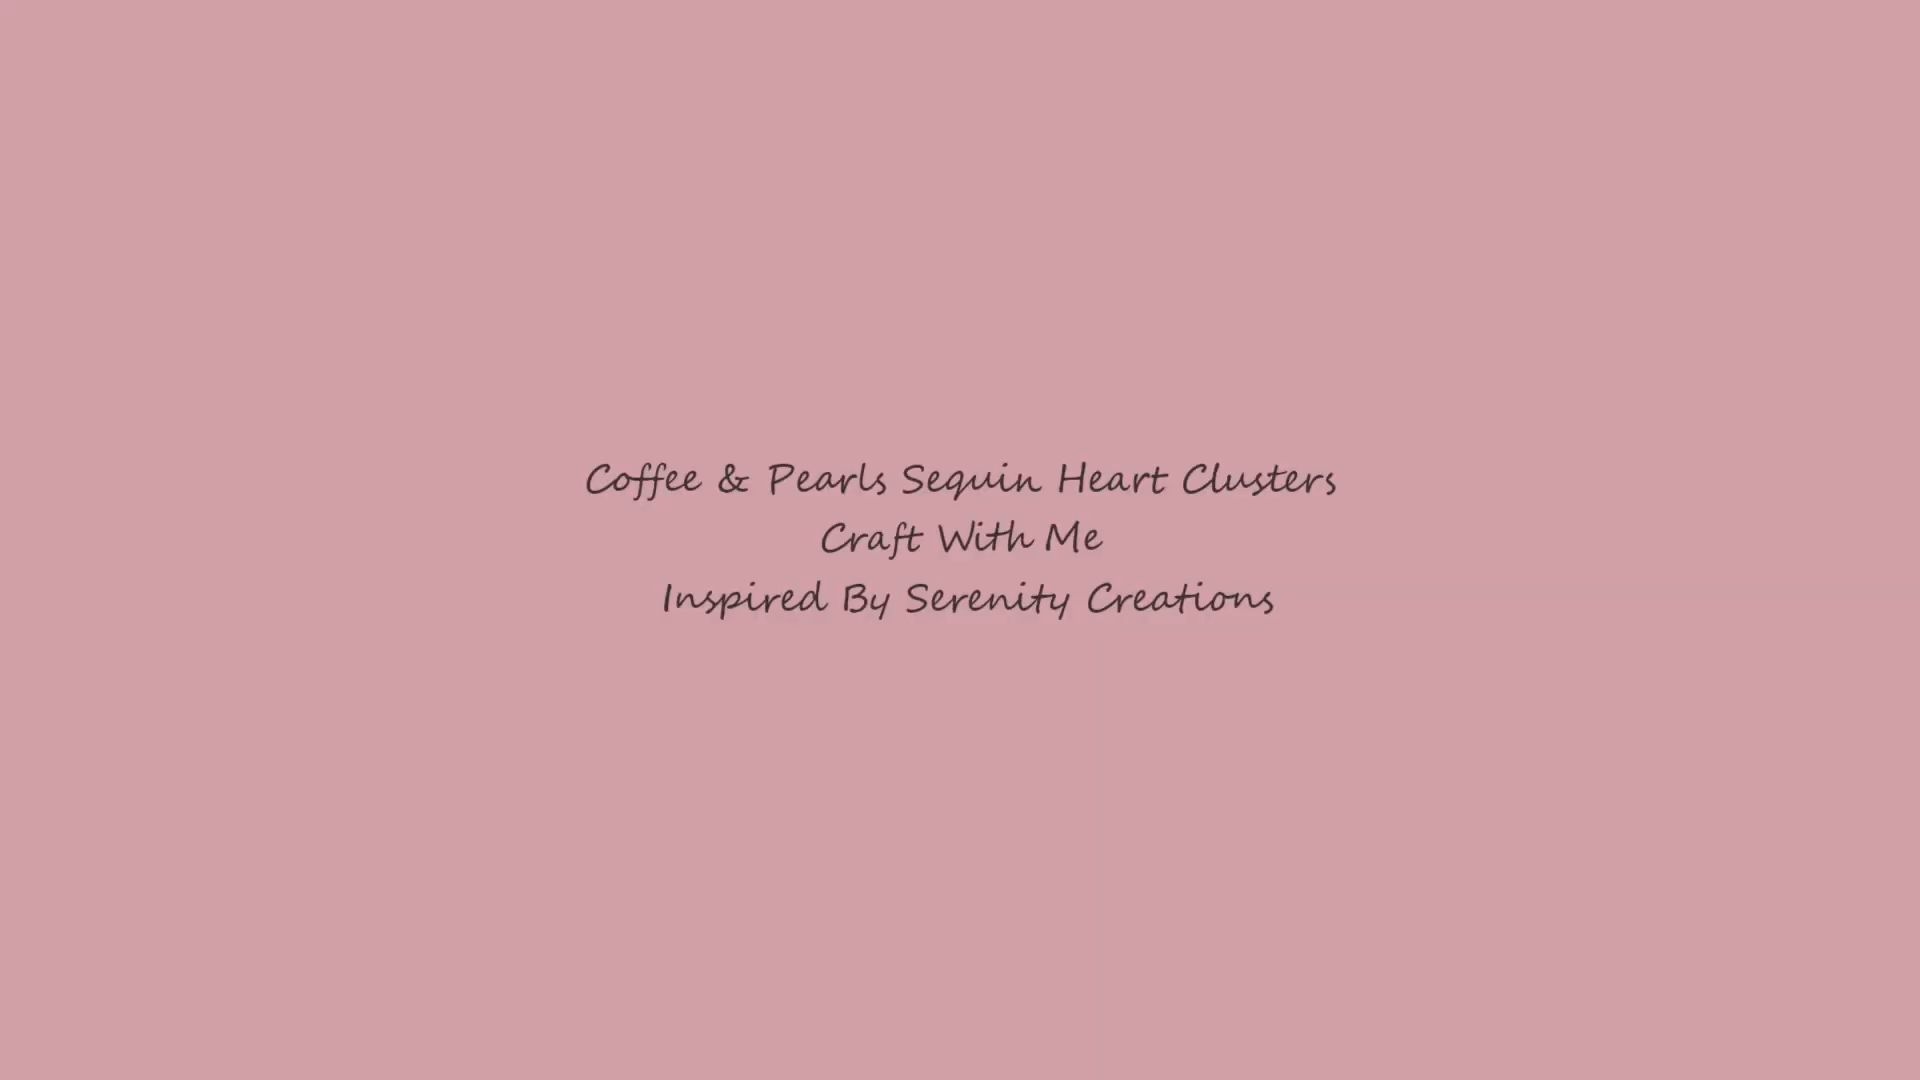 Coffee & Pearls Sequin Heart Clusters
Craft With Me
Inspired By Serenity Creations